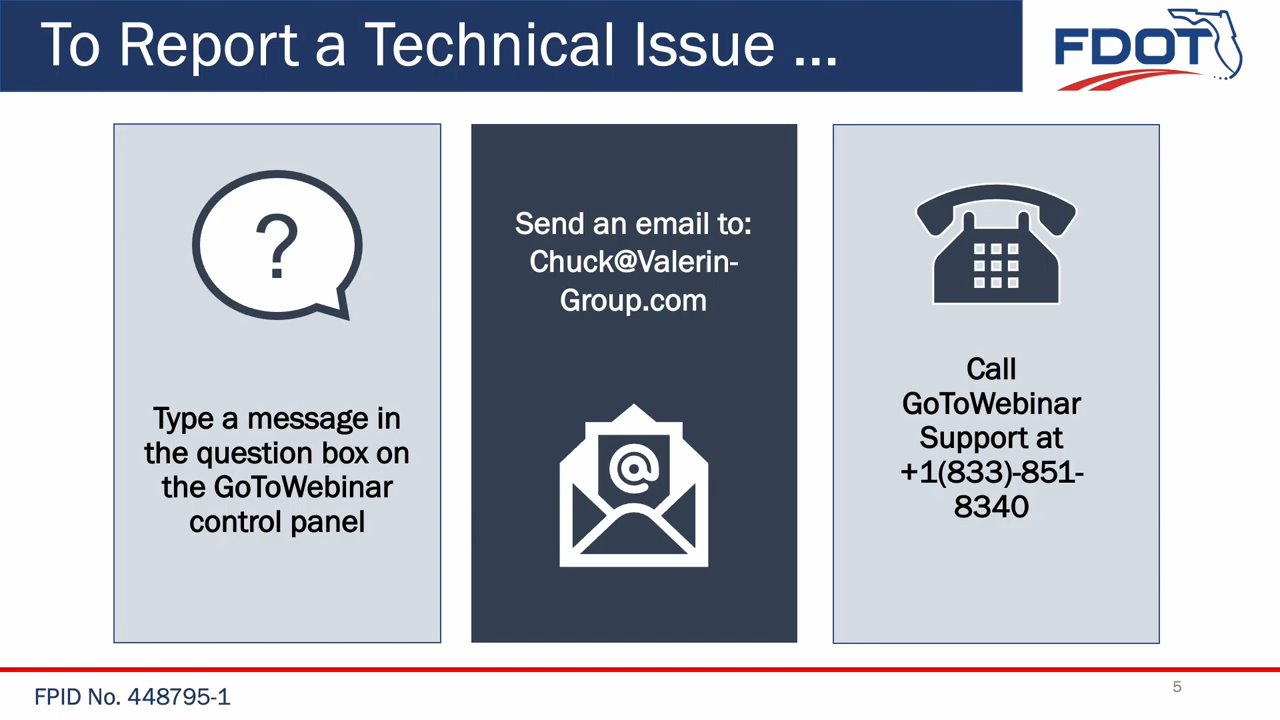 To Report a Technical Issue ...
FDOT
?
Type a message in
the question box on
the GoToWebinar
control panel
Send an email to:
Chuck@Valerin-
Group.com
@
Call
GoToWebinar
Support at
+1(833)-851-
8340
FPID No. 448795-1
5